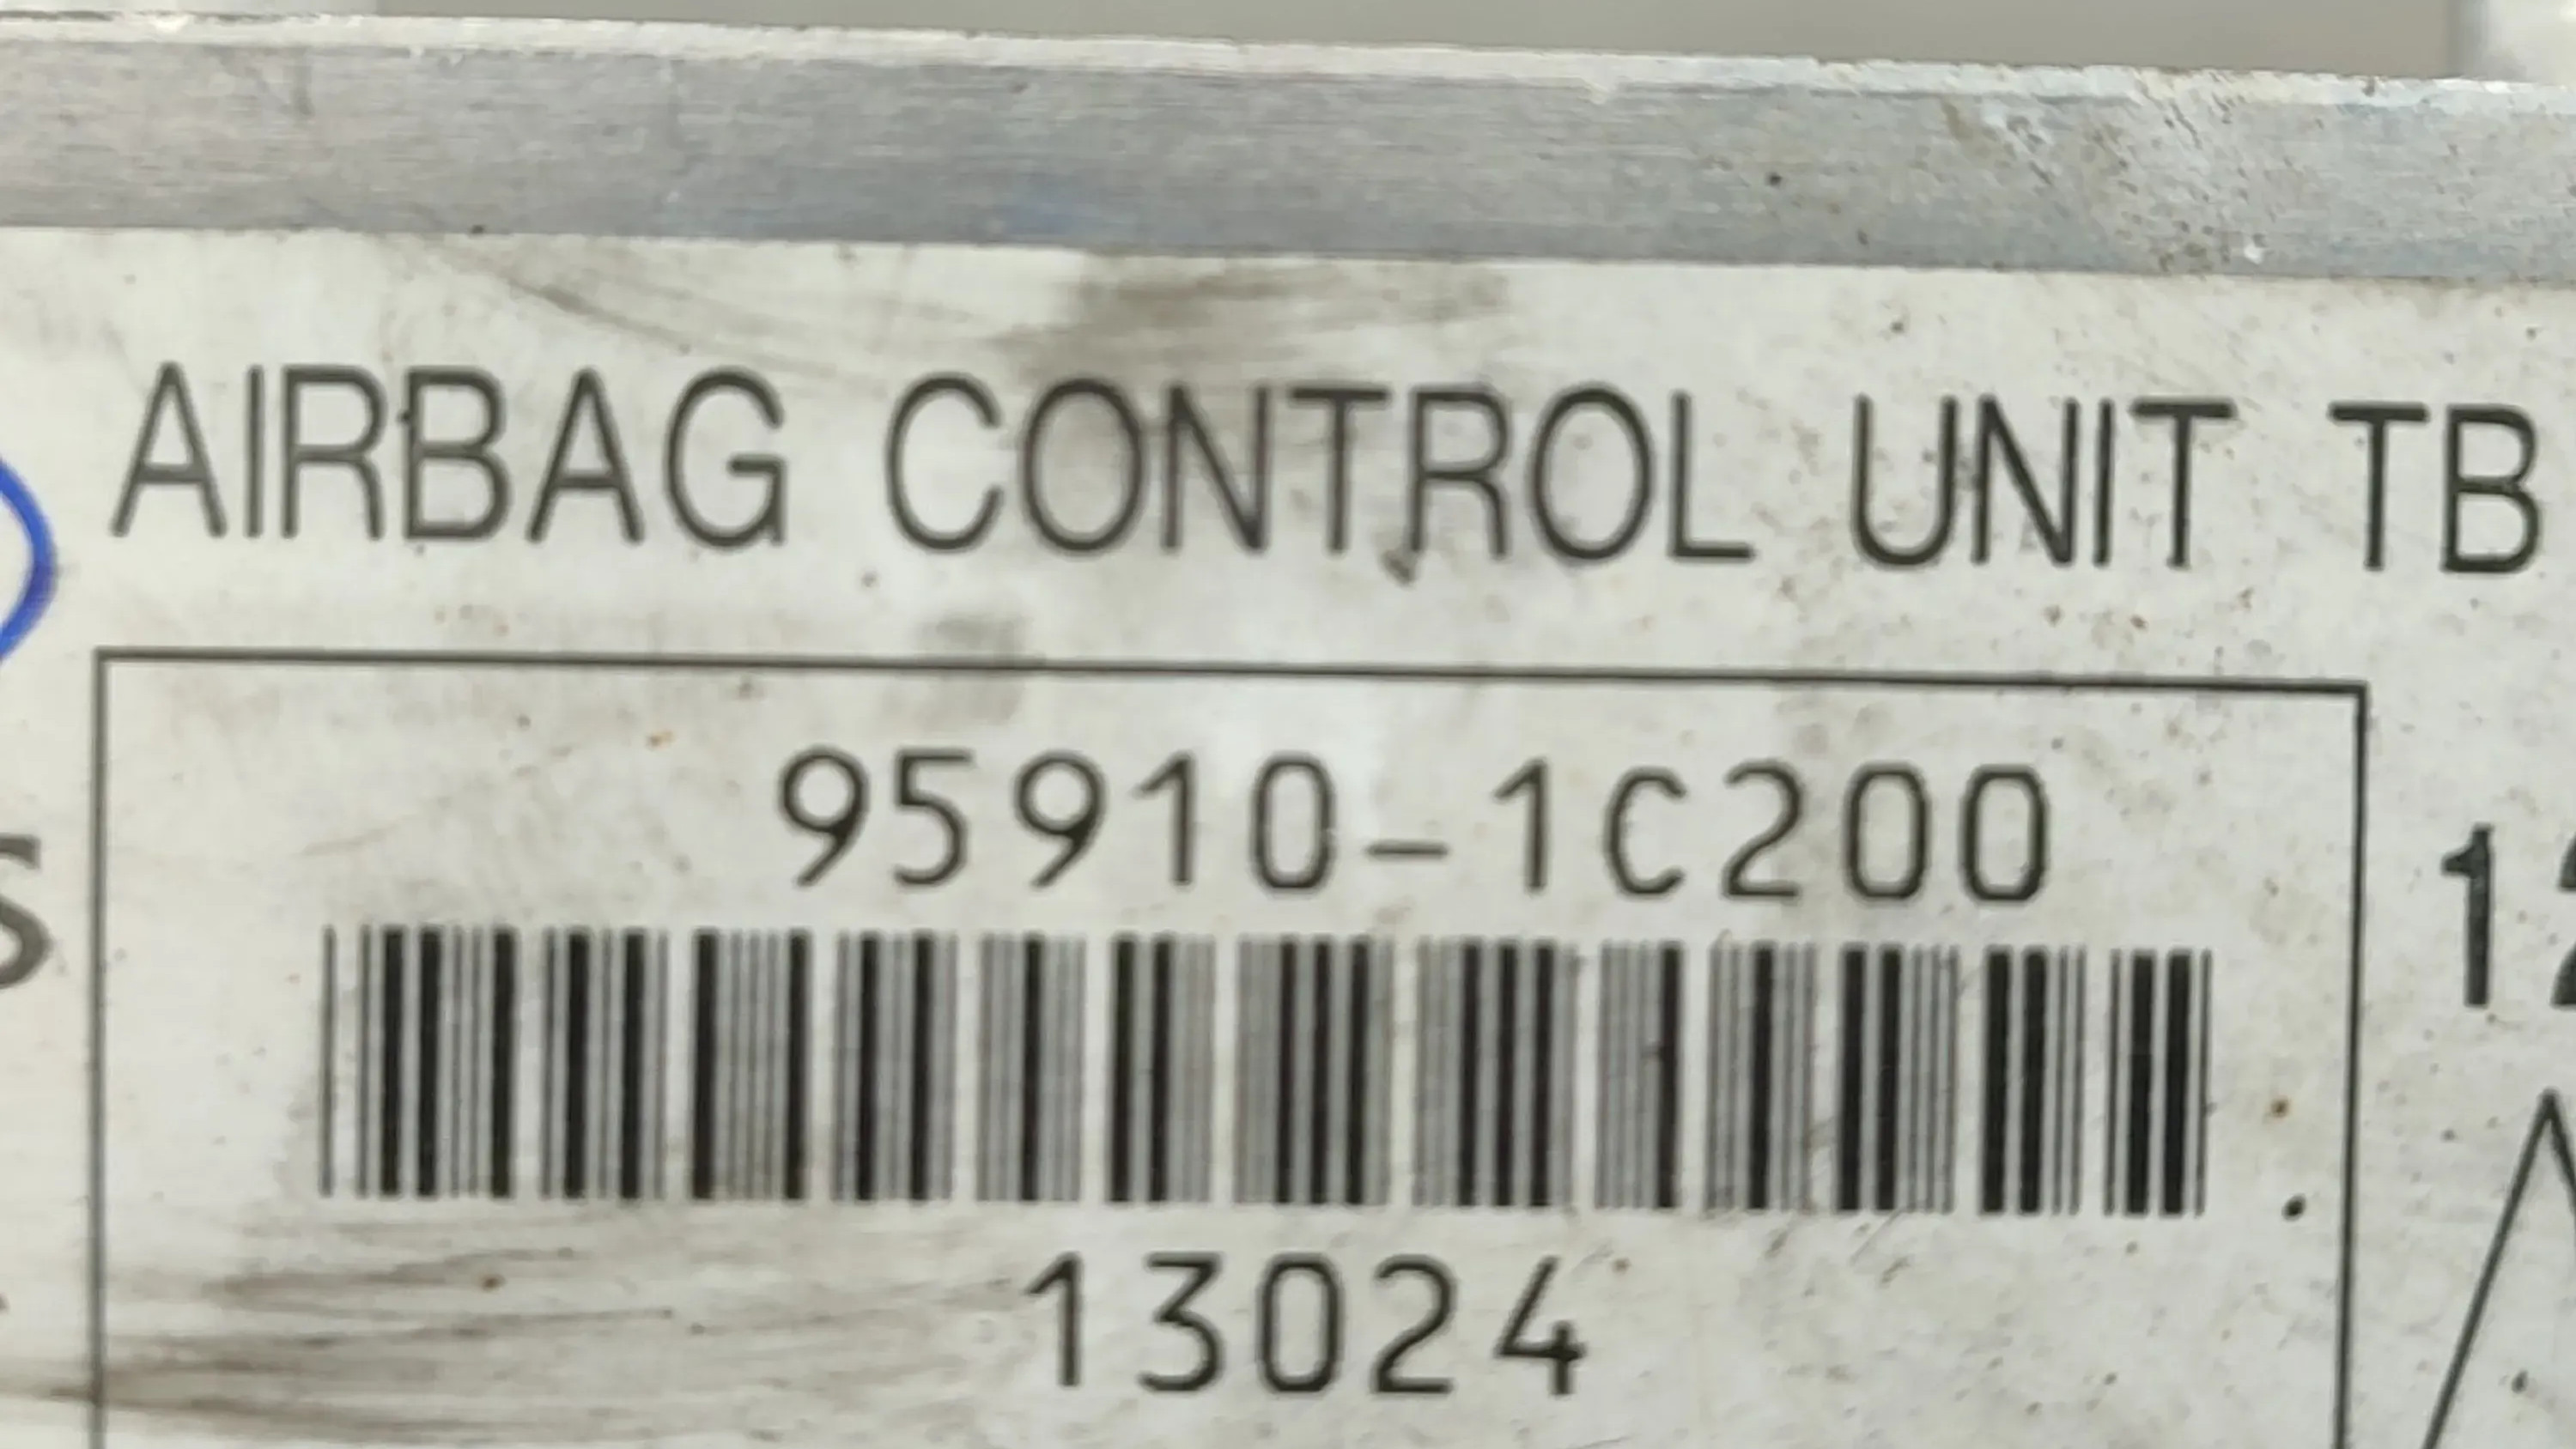 AIRBAG CONTROL UNIT TB
95910-1C200
13024